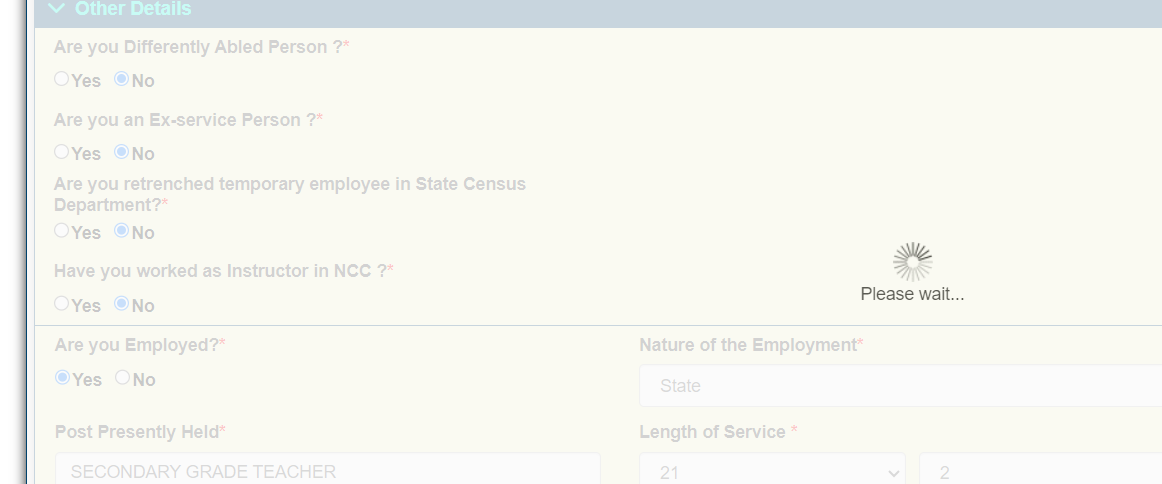 Other Details
Are you Differently Abled Person ?*
Yes No
Are you an Ex-service Person ?*
Yes No
Are you retrenched temporary employee in State Census
Department?*
Yes No
Have you worked as Instructor in NCC ?*
Yes No
Please wait...
Are you Employed?*
Yes No
Nature of the Employment*
State
Post Presently Held*
SECONDARY GRADE TEACHER
Length of Service *
21 2